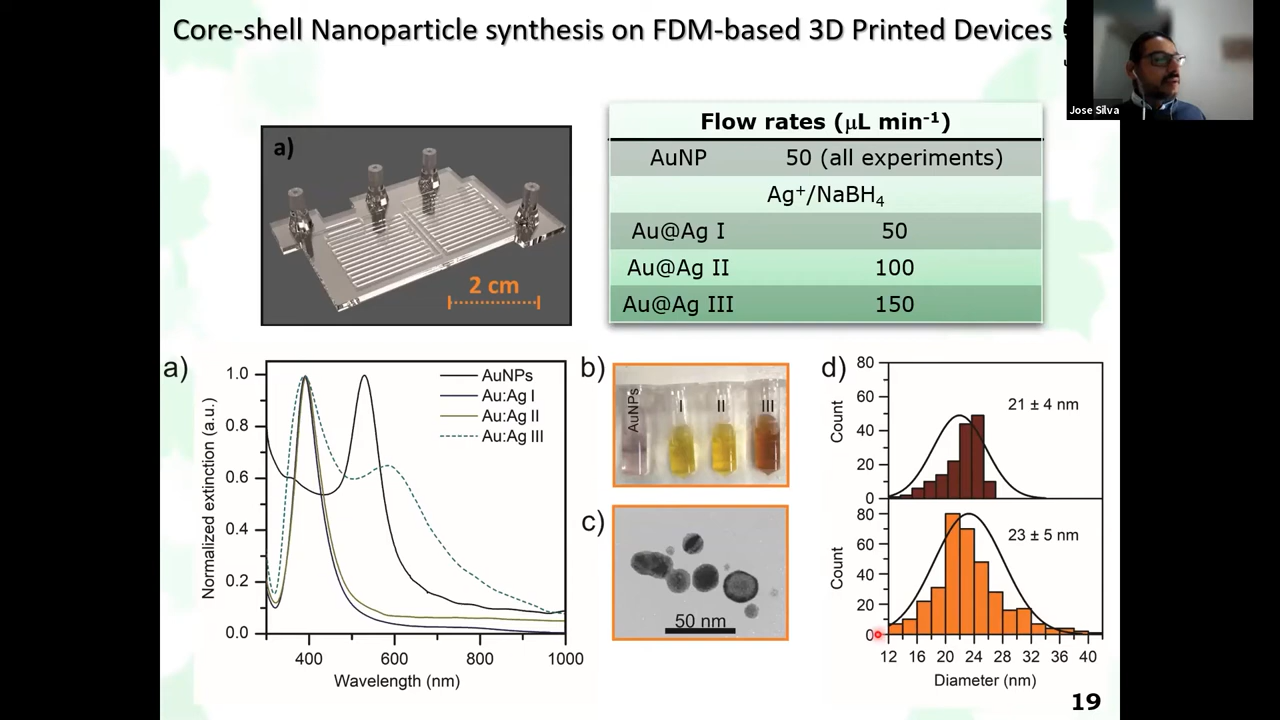 Core-shell Nanoparticle synthesis on FDM-based 3D Printed Devices
Jose Silva
a)
2 cm
Flow rates (μL min⁻¹)
AuNP 50 (all experiments)
Ag⁺/NaBH₄
Au@Ag I 50
Au@Ag II 100
Au@Ag III 150
a)
Normalized extinction (a.u.)
1.0
0.8
0.6
0.4
0.2
0.0
AuNPs
Au:Ag I
Au:Ag II
Au:Ag III
400 600 800 1000
Wavelength (nm)
b)
AuNPs
I II III
c)
50 nm
d)
Count
80
60
40
20
0
21 ± 4 nm
Count
80
60
40
20
0
23 ± 5 nm
12 16 20 24 28 32 36 40
Diameter (nm)
19